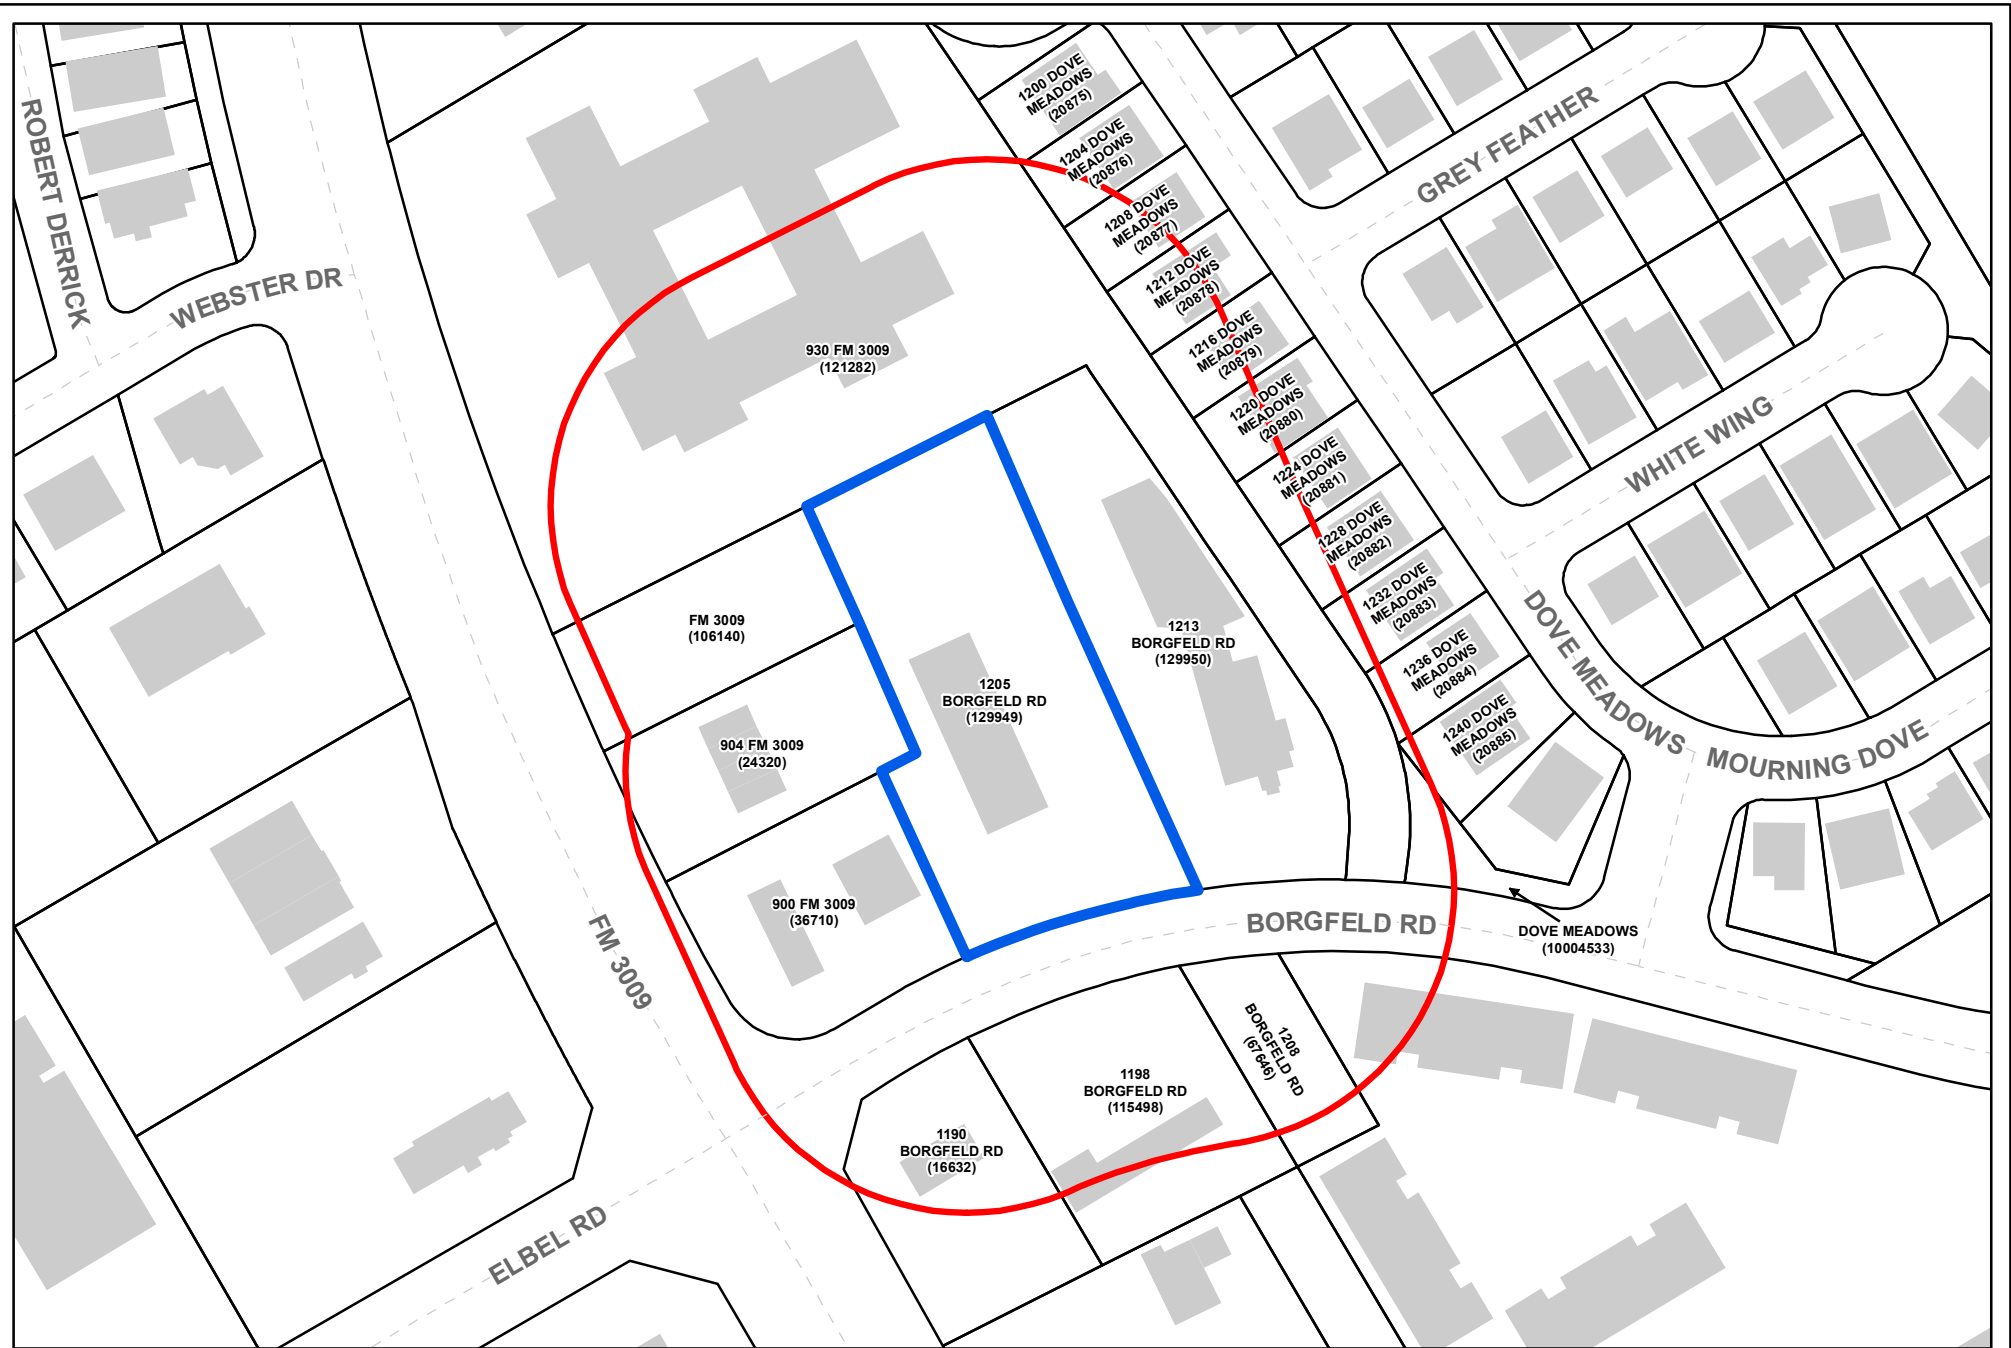 1200 DOVE
MEADOWS
(20875)
1204 DOVE
MEADOWS
(20876)
1208 DOVE
MEADOWS
(20877)
1212 DOVE
MEADOWS
(20878)
1216 DOVE
MEADOWS
(20879)
1220 DOVE
MEADOWS
(20880)
1224 DOVE
MEADOWS
(20881)
1228 DOVE
MEADOWS
(20882)
1232 DOVE
MEADOWS
(20883)
1236 DOVE
MEADOWS
(20884)
1240 DOVE
MEADOWS
(20885)
ROBERT DERRICK
WEBSTER DR
GREY FEATHER
WHITE WING
DOVE MEADOWS
MOURNING DOVE
930 FM 3009
(121282)
FM 3009
(106140)
904 FM 3009
(24320)
900 FM 3009
(36710)
1205
BORGFELD RD
(129949)
1213
BORGFELD RD
(129950)
BORGFELD RD
DOVE MEADOWS
(10004533)
FM 3009
1208
BORGFELD RD
(67646)
1198
BORGFELD RD
(115498)
1190
BORGFELD RD
(16632)
ELBEL RD